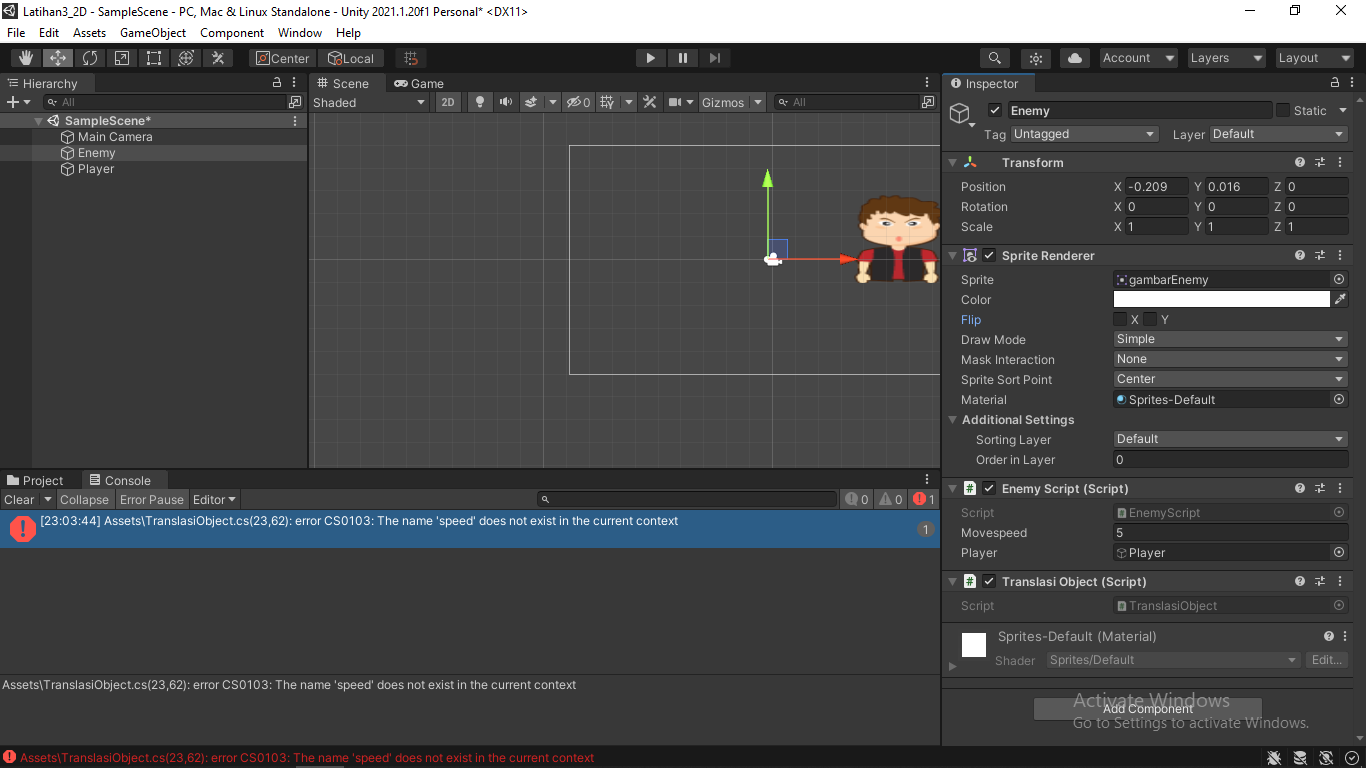 Latihan3_2D - SampleScene - PC, Mac & Linux Standalone - Unity 2021.1.20f1 Personal* <DX11>
File Edit Assets GameObject Component Window Help
Center Local Account Layers Layout
Hierarchy
All
SampleScene*
Main Camera
Enemy
Player
Scene Game
Shaded 2D 0 Gizmos All
Project Console
Clear Collapse Error Pause Editor 0 0 1
[23:03:44] Assets\TranslasiObject.cs(23,62): error CS0103: The name 'speed' does not exist in the current context
1
Assets\TranslasiObject.cs(23,62): error CS0103: The name 'speed' does not exist in the current context
Inspector
Enemy Static
Tag Untagged Layer Default
Transform
Position X -0.209 Y 0.016 Z 0
Rotation X 0 Y 0 Z 0
Scale X 1 Y 1 Z 1
Sprite Renderer
Sprite gambarEnemy
Color
Flip X Y
Draw Mode Simple
Mask Interaction None
Sprite Sort Point Center
Material Sprites-Default
Additional Settings
Sorting Layer Default
Order in Layer 0
# Enemy Script (Script)
Script EnemyScript
Movespeed 5
Player Player
# Translasi Object (Script)
Script TranslasiObject
Sprites-Default (Material)
Shader Sprites/Default Edit...
Add Component
Activate Windows
Go to Settings to activate Windows.
Assets\TranslasiObject.cs(23,62): error CS0103: The name 'speed' does not exist in the current context